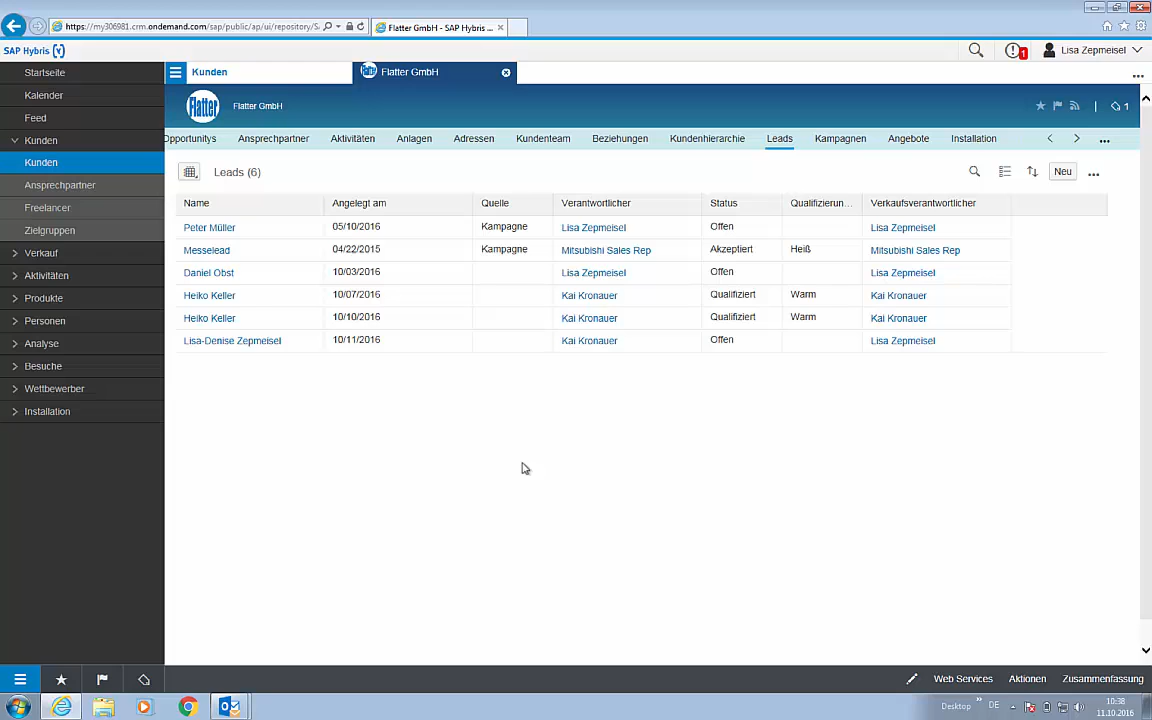 https://my306981.crm.ondemand.com/sap/public/ap/ui/repository/S
Flatter GmbH - SAP Hybris ...
SAP Hybris (y)
1
Lisa Zepmeisel
Startseite
Kalender
Feed
Kunden
Kunden
Ansprechpartner
Freelancer
Zielgruppen
Verkauf
Aktivitäten
Produkte
Personen
Analyse
Besuche
Wettbewerber
Installation
Kunden
Flatter GmbH
Flatter
Flatter GmbH
1
Opportunitys Ansprechpartner Aktivitäten Anlagen Adressen Kundenteam Beziehungen Kundenhierarchie Leads Kampagnen Angebote Installation
Leads (6)
Neu
Name Angelegt am Quelle Verantwortlicher Status Qualifizierun... Verkaufsverantwortlicher
Peter Müller 05/10/2016 Kampagne Lisa Zepmeisel Offen Lisa Zepmeisel
Messelead 04/22/2015 Kampagne Mitsubishi Sales Rep Akzeptiert Heiß Mitsubishi Sales Rep
Daniel Obst 10/03/2016 Lisa Zepmeisel Offen Lisa Zepmeisel
Heiko Keller 10/07/2016 Kai Kronauer Qualifiziert Warm Kai Kronauer
Heiko Keller 10/10/2016 Kai Kronauer Qualifiziert Warm Kai Kronauer
Lisa-Denise Zepmeisel 10/11/2016 Kai Kronauer Offen Lisa Zepmeisel
Web Services Aktionen Zusammenfassung
Desktop » DE 10:38
11.10.2016